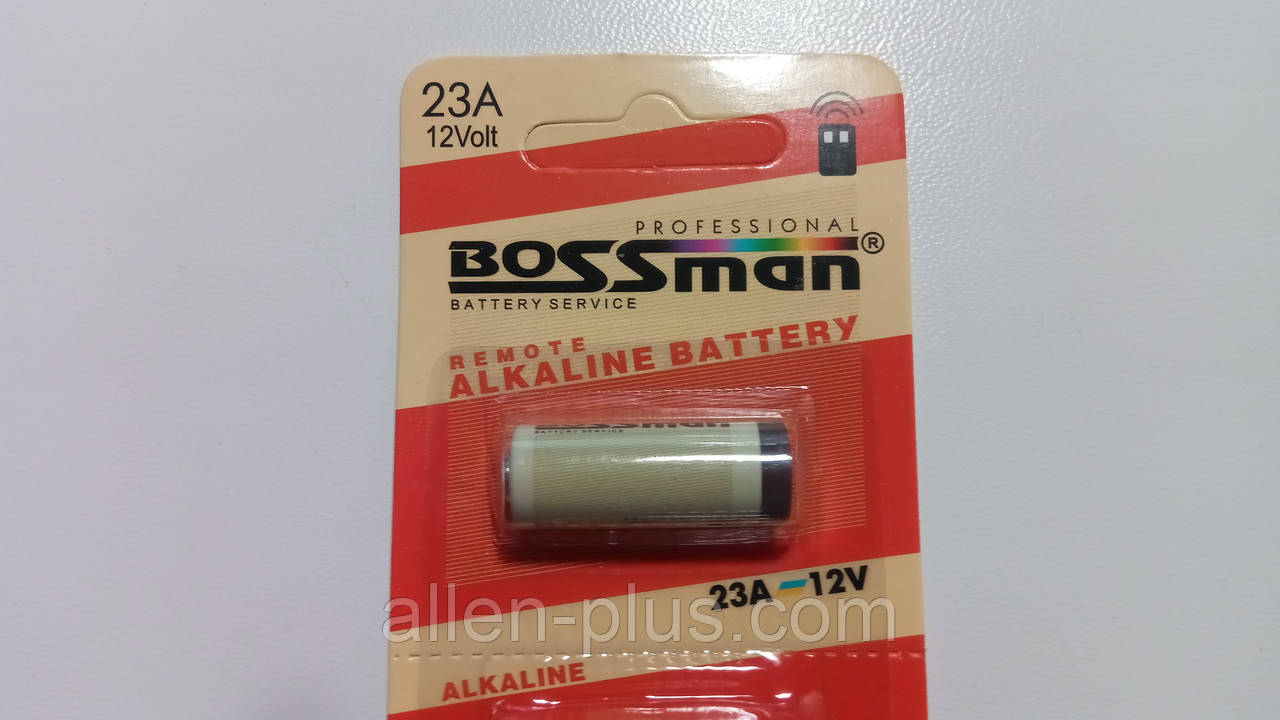 23A
12Volt
PROFESSIONAL
BOSSman®
BATTERY SERVICE
REMOTE
ALKALINE BATTERY
BOSSman
BATTERY SERVICE
23A 12V
allen-plus.com
ALKALINE